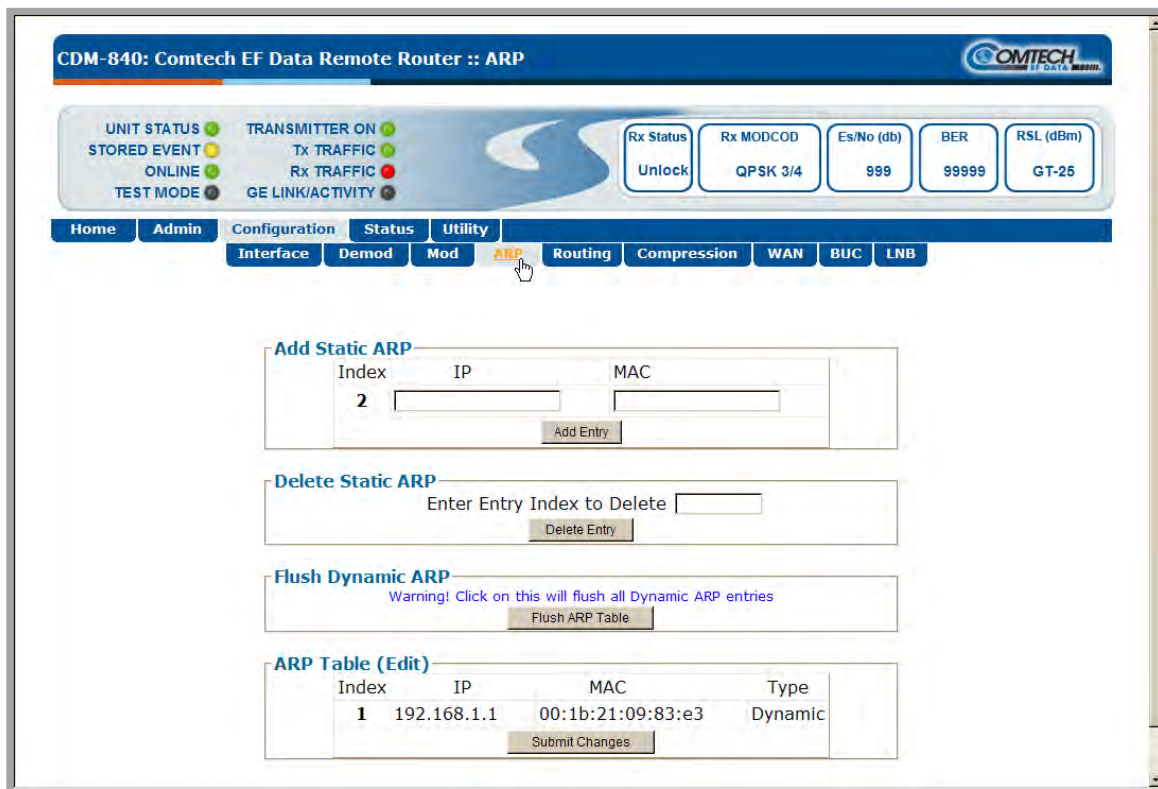 CDM-840: Comtech EF Data Remote Router :: ARP
COMTECH
EF DATA
UNIT STATUS TRANSMITTER ON
STORED EVENT Tx TRAFFIC
ONLINE Rx TRAFFIC
TEST MODE GE LINK/ACTIVITY
Rx Status Rx MODCOD Es/No (db) BER RSL (dBm)
Unlock QPSK 3/4 999 99999 GT-25
Home Admin Configuration Status Utility
Interface Demod Mod ARP Routing Compression WAN BUC LNB
Add Static ARP
Index IP MAC
2
Add Entry
Delete Static ARP
Enter Entry Index to Delete
Delete Entry
Flush Dynamic ARP
Warning! Click on this will flush all Dynamic ARP entries
Flush ARP Table
ARP Table (Edit)
Index IP MAC Type
1 192.168.1.1 00:1b:21:09:83:e3 Dynamic
Submit Changes